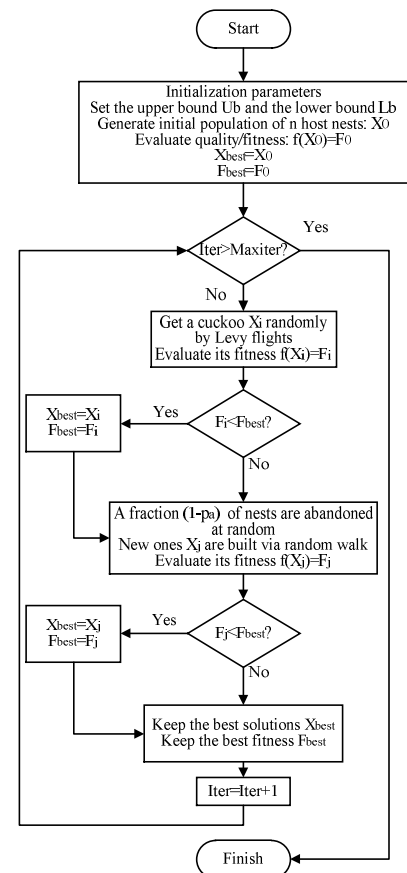 Start
Initialization parameters
Set the upper bound Ub and the lower bound Lb
Generate initial population of n host nests: X0
Evaluate quality/fitness: f(X0)=F0
Xbest=X0
Fbest=F0
Iter>Maxiter?
Yes
No
Get a cuckoo Xi randomly
by Levy flights
Evaluate its fitness f(Xi)=Fi
Fi<Fbest?
Yes
Xbest=Xi
Fbest=Fi
No
A fraction (1-pa) of nests are abandoned
at random
New ones Xj are built via random walk
Evaluate its fitness f(Xj)=Fj
Fj<Fbest?
Yes
Xbest=Xj
Fbest=Fj
No
Keep the best solutions Xbest
Keep the best fitness Fbest
Iter=Iter+1
Finish